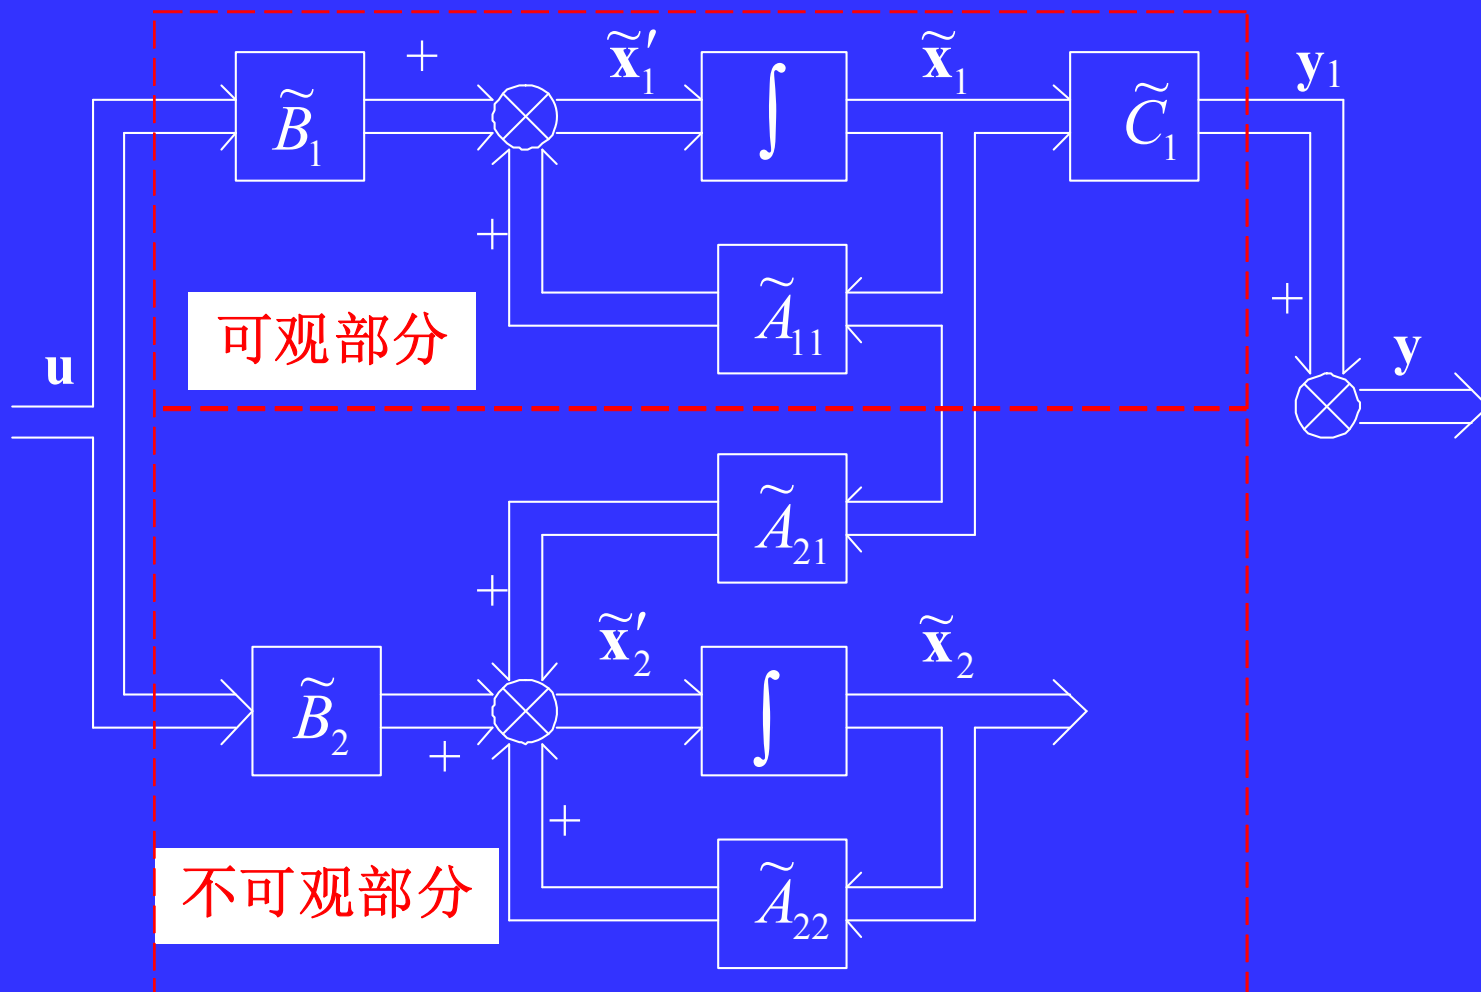 + x̃′₁ x̃₁ y₁
B̃₁ ∫ C̃₁
+
Ã₁₁
+
可观部分
u
y
Ã₂₁
+
x̃′₂ x̃₂
B̃₂ ∫
+
+
不可观部分
Ã₂₂